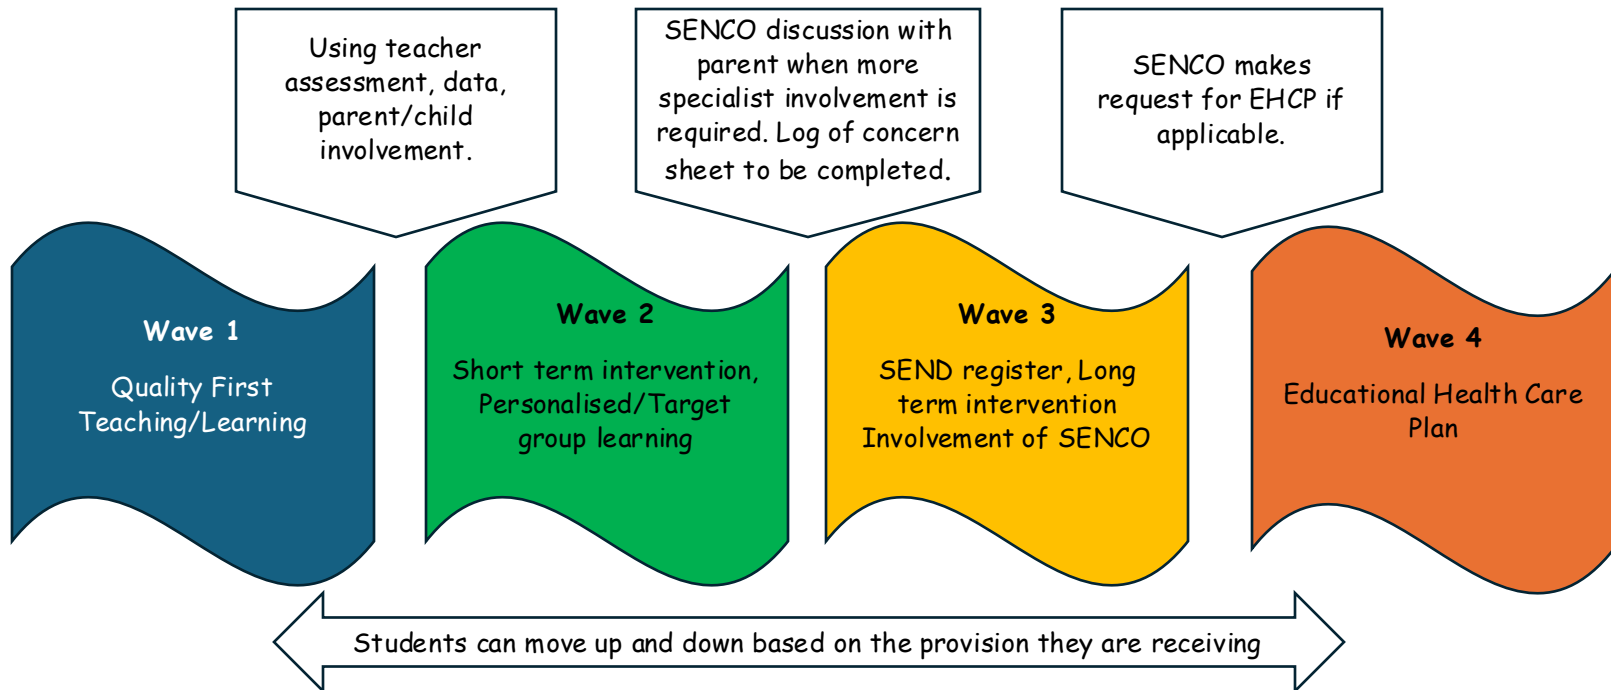 Using teacher
assessment, data,
parent/child
involvement.
SENCO discussion with
parent when more
specialist involvement is
required. Log of concern
sheet to be completed.
SENCO makes
request for EHCP if
applicable.
Wave 1
Quality First
Teaching/Learning
Wave 2
Short term intervention,
Personalised/Target
group learning
Wave 3
SEND register, Long
term intervention
Involvement of SENCO
Wave 4
Educational Health Care
Plan
Students can move up and down based on the provision they are receiving